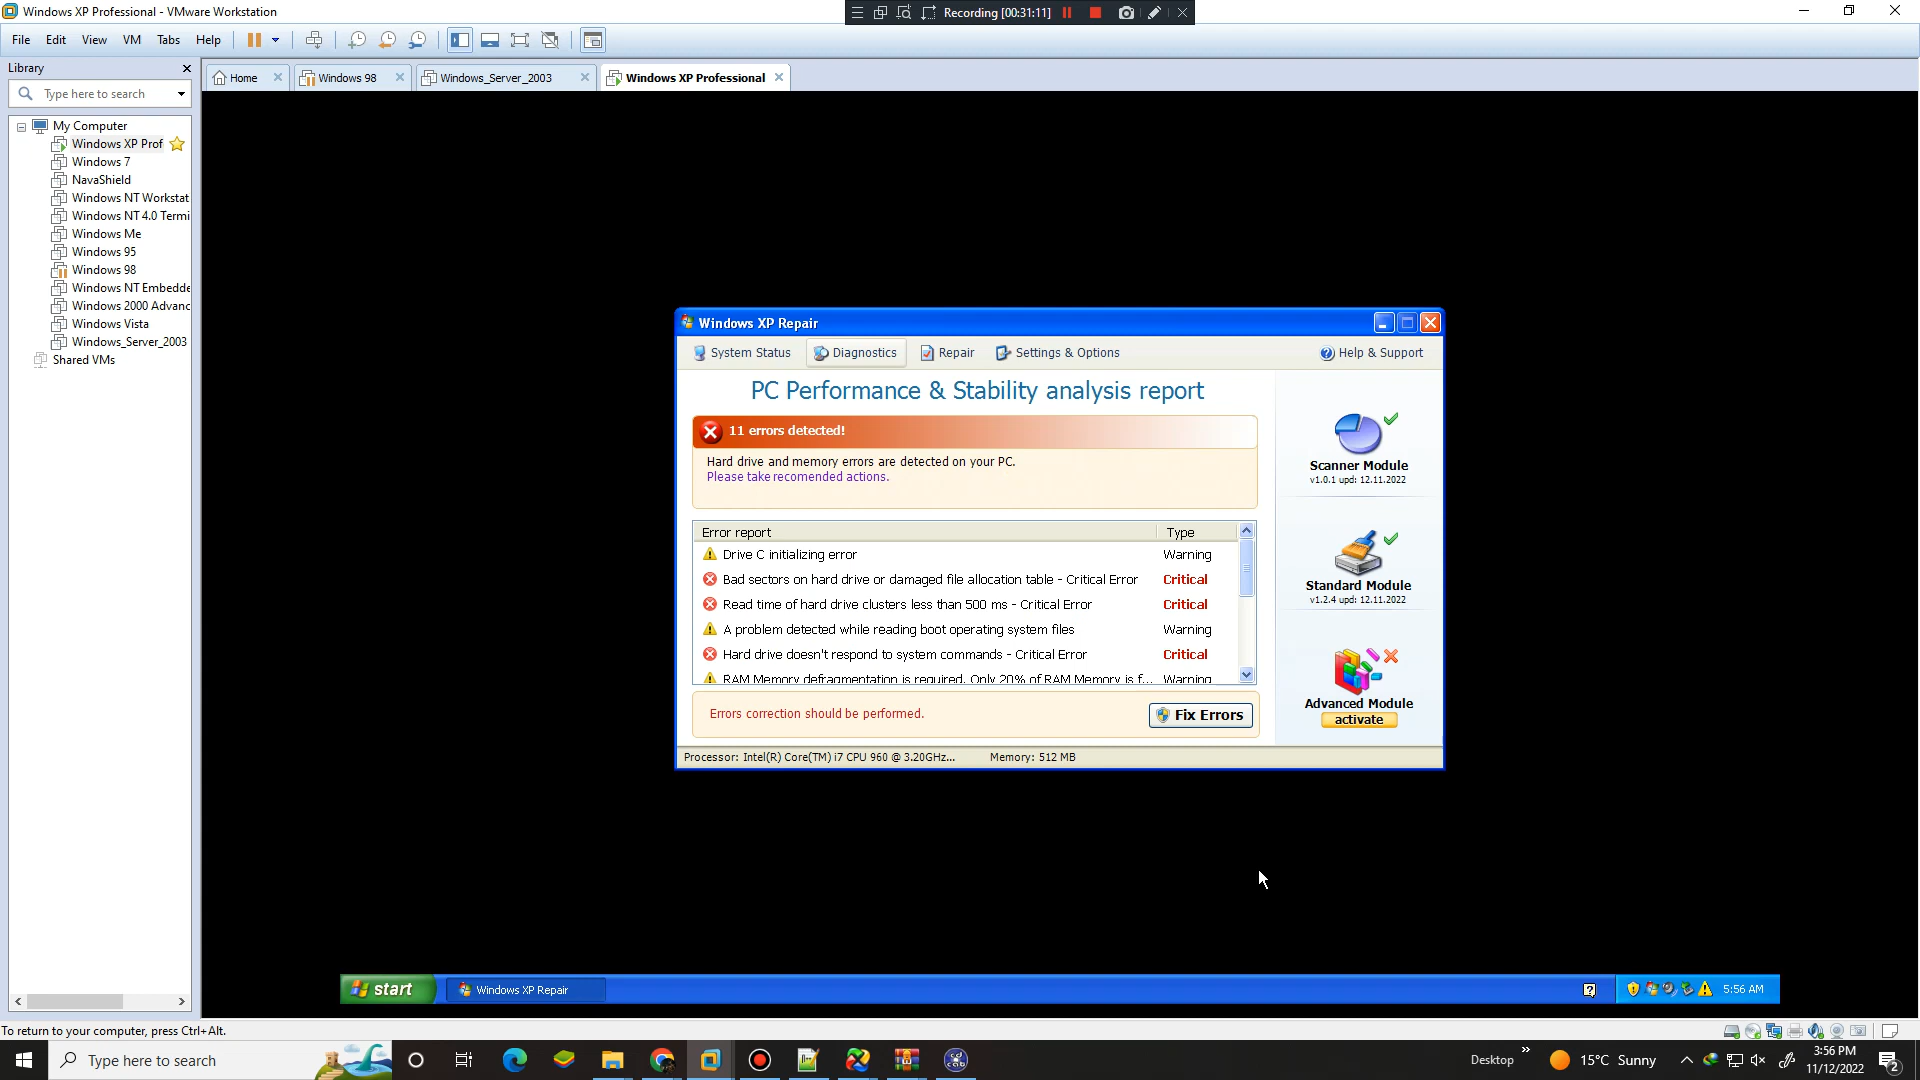 Windows XP Professional - VMware Workstation
Recording [00:31:11]
File Edit View VM Tabs Help
Library
Type here to search
My Computer
Windows XP Prof
Windows 7
NavaShield
Windows NT Workstat
Windows NT 4.0 Termi
Windows Me
Windows 95
Windows 98
Windows NT Embedde
Windows 2000 Advanc
Windows Vista
Windows_Server_2003
Shared VMs
Home Windows 98 Windows_Server_2003 Windows XP Professional
Windows XP Repair
System Status Diagnostics Repair Settings & Options Help & Support
PC Performance & Stability analysis report
11 errors detected!
Hard drive and memory errors are detected on your PC.
Please take recomended actions.
Error report Type
Drive C initializing error Warning
Bad sectors on hard drive or damaged file allocation table - Critical Error Critical
Read time of hard drive clusters less than 500 ms - Critical Error Critical
A problem detected while reading boot operating system files Warning
Hard drive doesn't respond to system commands - Critical Error Critical
RAM Memory defragmentation is required. Only 20% of RAM Memory is f... Warning
Errors correction should be performed.
Fix Errors
Scanner Module
v1.0.1 upd: 12.11.2022
Standard Module
v1.2.4 upd: 12.11.2022
Advanced Module
activate
Processor: Intel(R) Core(TM) i7 CPU 960 @ 3.20GHz... Memory: 512 MB
start
Windows XP Repair
5:56 AM
To return to your computer, press Ctrl+Alt.
Type here to search
Desktop
15°C Sunny
3:56 PM
11/12/2022
2